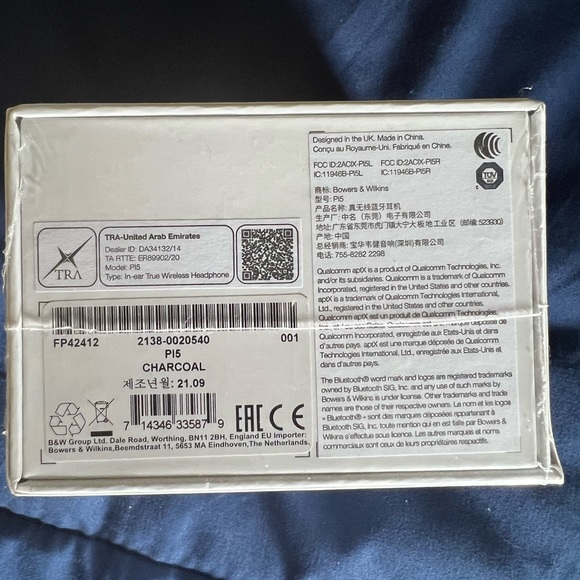 Designed in the UK. Made in China.
Conçu au Royaume-Uni. Fabriqué en Chine.
FCC ID:2ACIX-PI5L FCC ID:2ACIX-PI5R
IC:11946B-PI5L IC:11946B-PI5R
商标: Bowers & Wilkins
型号: PI5
产品名称: 真无线蓝牙耳机
生产厂: 中名（东莞）电子有限公司
地址:广东省东莞市虎门镇大宁大板地工业区（邮编:523930）
总经销商: 宝华韦健音响(深圳)有限公司
电话: 755-8282 2298
Qualcomm aptX is a product of Qualcomm Technologies, Inc.
and/or its subsidiaries. Qualcomm is a trademark of Qualcomm
Incorporated, registered in the United States and other countries.
aptX is a trademark of Qualcomm Technologies International,
Ltd., registered in the United States and other countries.
Qualcomm aptX est un produit de Qualcomm Technologies,
Inc. Qualcomm est une marque déposée de Qualcomm
Incorporated, enregistrée aux Etats-Unis et dans
d'autres pays. aptX est une marque déposée de Qualcomm
Technologies International, Ltd., enregistrée aux Etats-Unis et
dans d'autres pays.
The Bluetooth® word mark and logos are registered trademarks
owned by Bluetooth SIG, Inc. and any use of such marks by
Bowers & Wilkins is under license. Other trademarks and trade
names are those of their respective owners. Le nom et les logos
« Bluetooth® » sont des marques déposées appartenant à
Bluetooth SIG, Inc. toute mention qui en est faite par Bowers &
Wilkins s'effectue sous licence. Les autres marques et noms
commerciaux sont ceux de leurs propriétaires respectifs.
TRA
TRA-United Arab Emirates
Dealer ID: DA34132/14
TA RTTE: ER89902/20
Model: PI5
Type: In-ear True Wireless Headphone
FP42412 2138-0020540 001
PI5
CHARCOAL
제조년월: 21.09
7 14346 33587 9
EAC CE
B&W Group Ltd. Dale Road, Worthing, BN11 2BH, England EU Importer:
Bowers & Wilkins,Beemdstraat 11, 5653 MA Eindhoven,The Netherlands.